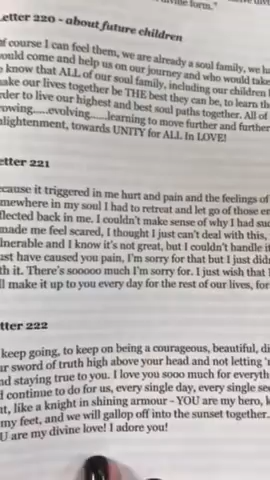 divine form."
etter 220 - about future children
of course I can feel them, we are already a soul family, we h
ould come and help us on our journey and who would take
o know that ALL of our soul family, including our children
ake our lives together be THE best they can be, to learn th
rder to live our highest and best soul paths together. All of
rowing......evolving......learning to move further and further
nlightenment, towards UNITY for ALL In LOVE!
etter 221
ecause it triggered in me hurt and pain and the feelings of
mewhere in my soul I had to retreat and let go of those en
flected back in me. I couldn't make sense of why I had suc
made me feel scared, I thought I just can't deal with this,
lnerable and I know it's not great, but I couldn't handle it
ust have caused you pain, I'm sorry for that but I just didn
th it. There's sooooo much I'm sorry for. I just wish that I
ll make it up to you every day for the rest of our lives, for
tter 222
keep going, to keep on being a courageous, beautiful, di
ur sword of truth high above your head and not letting '
nd staying true to you. I love you sooo much for everyth
d continue to do for us, every single day, every single se
nt, like a knight in shining armour - YOU are my hero,
my feet, and we will gallop off into the sunset together.
U are my divine love! I adore you!